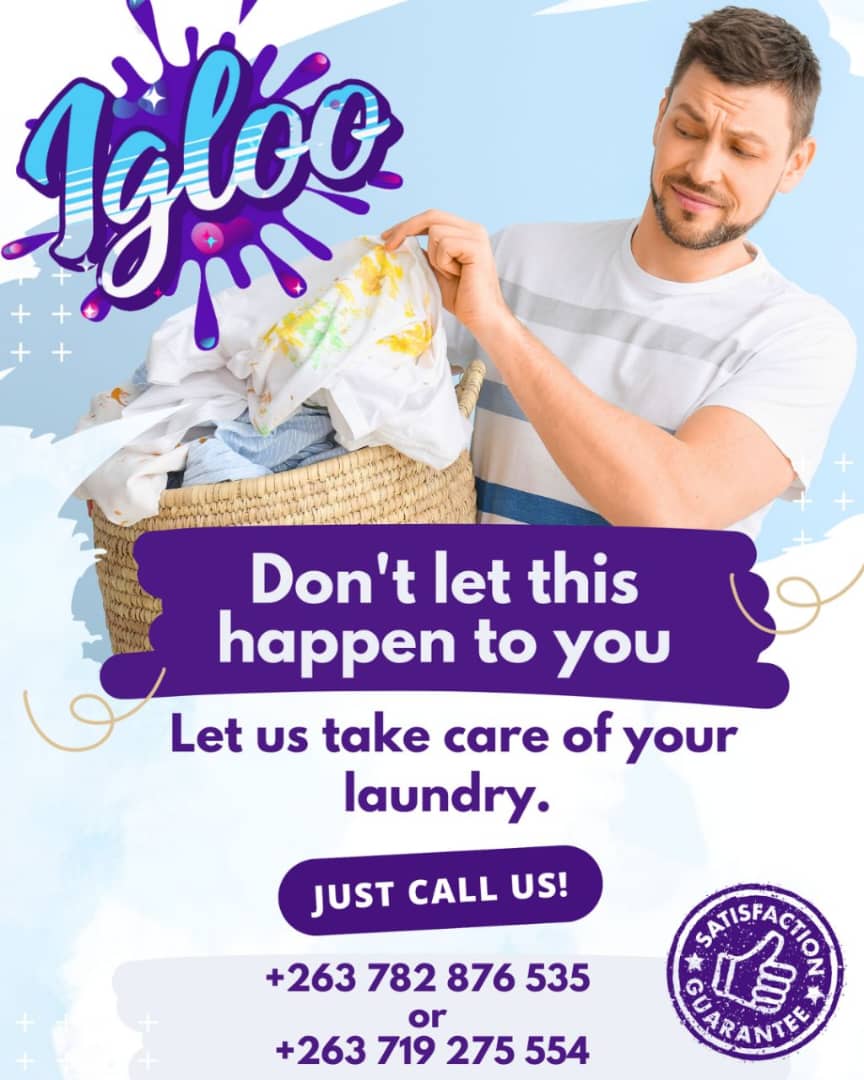 Igloo
Don't let this
happen to you
Let us take care of your
laundry.
JUST CALL US!
+263 782 876 535
or
+263 719 275 554
SATISFACTION
GUARANTEE